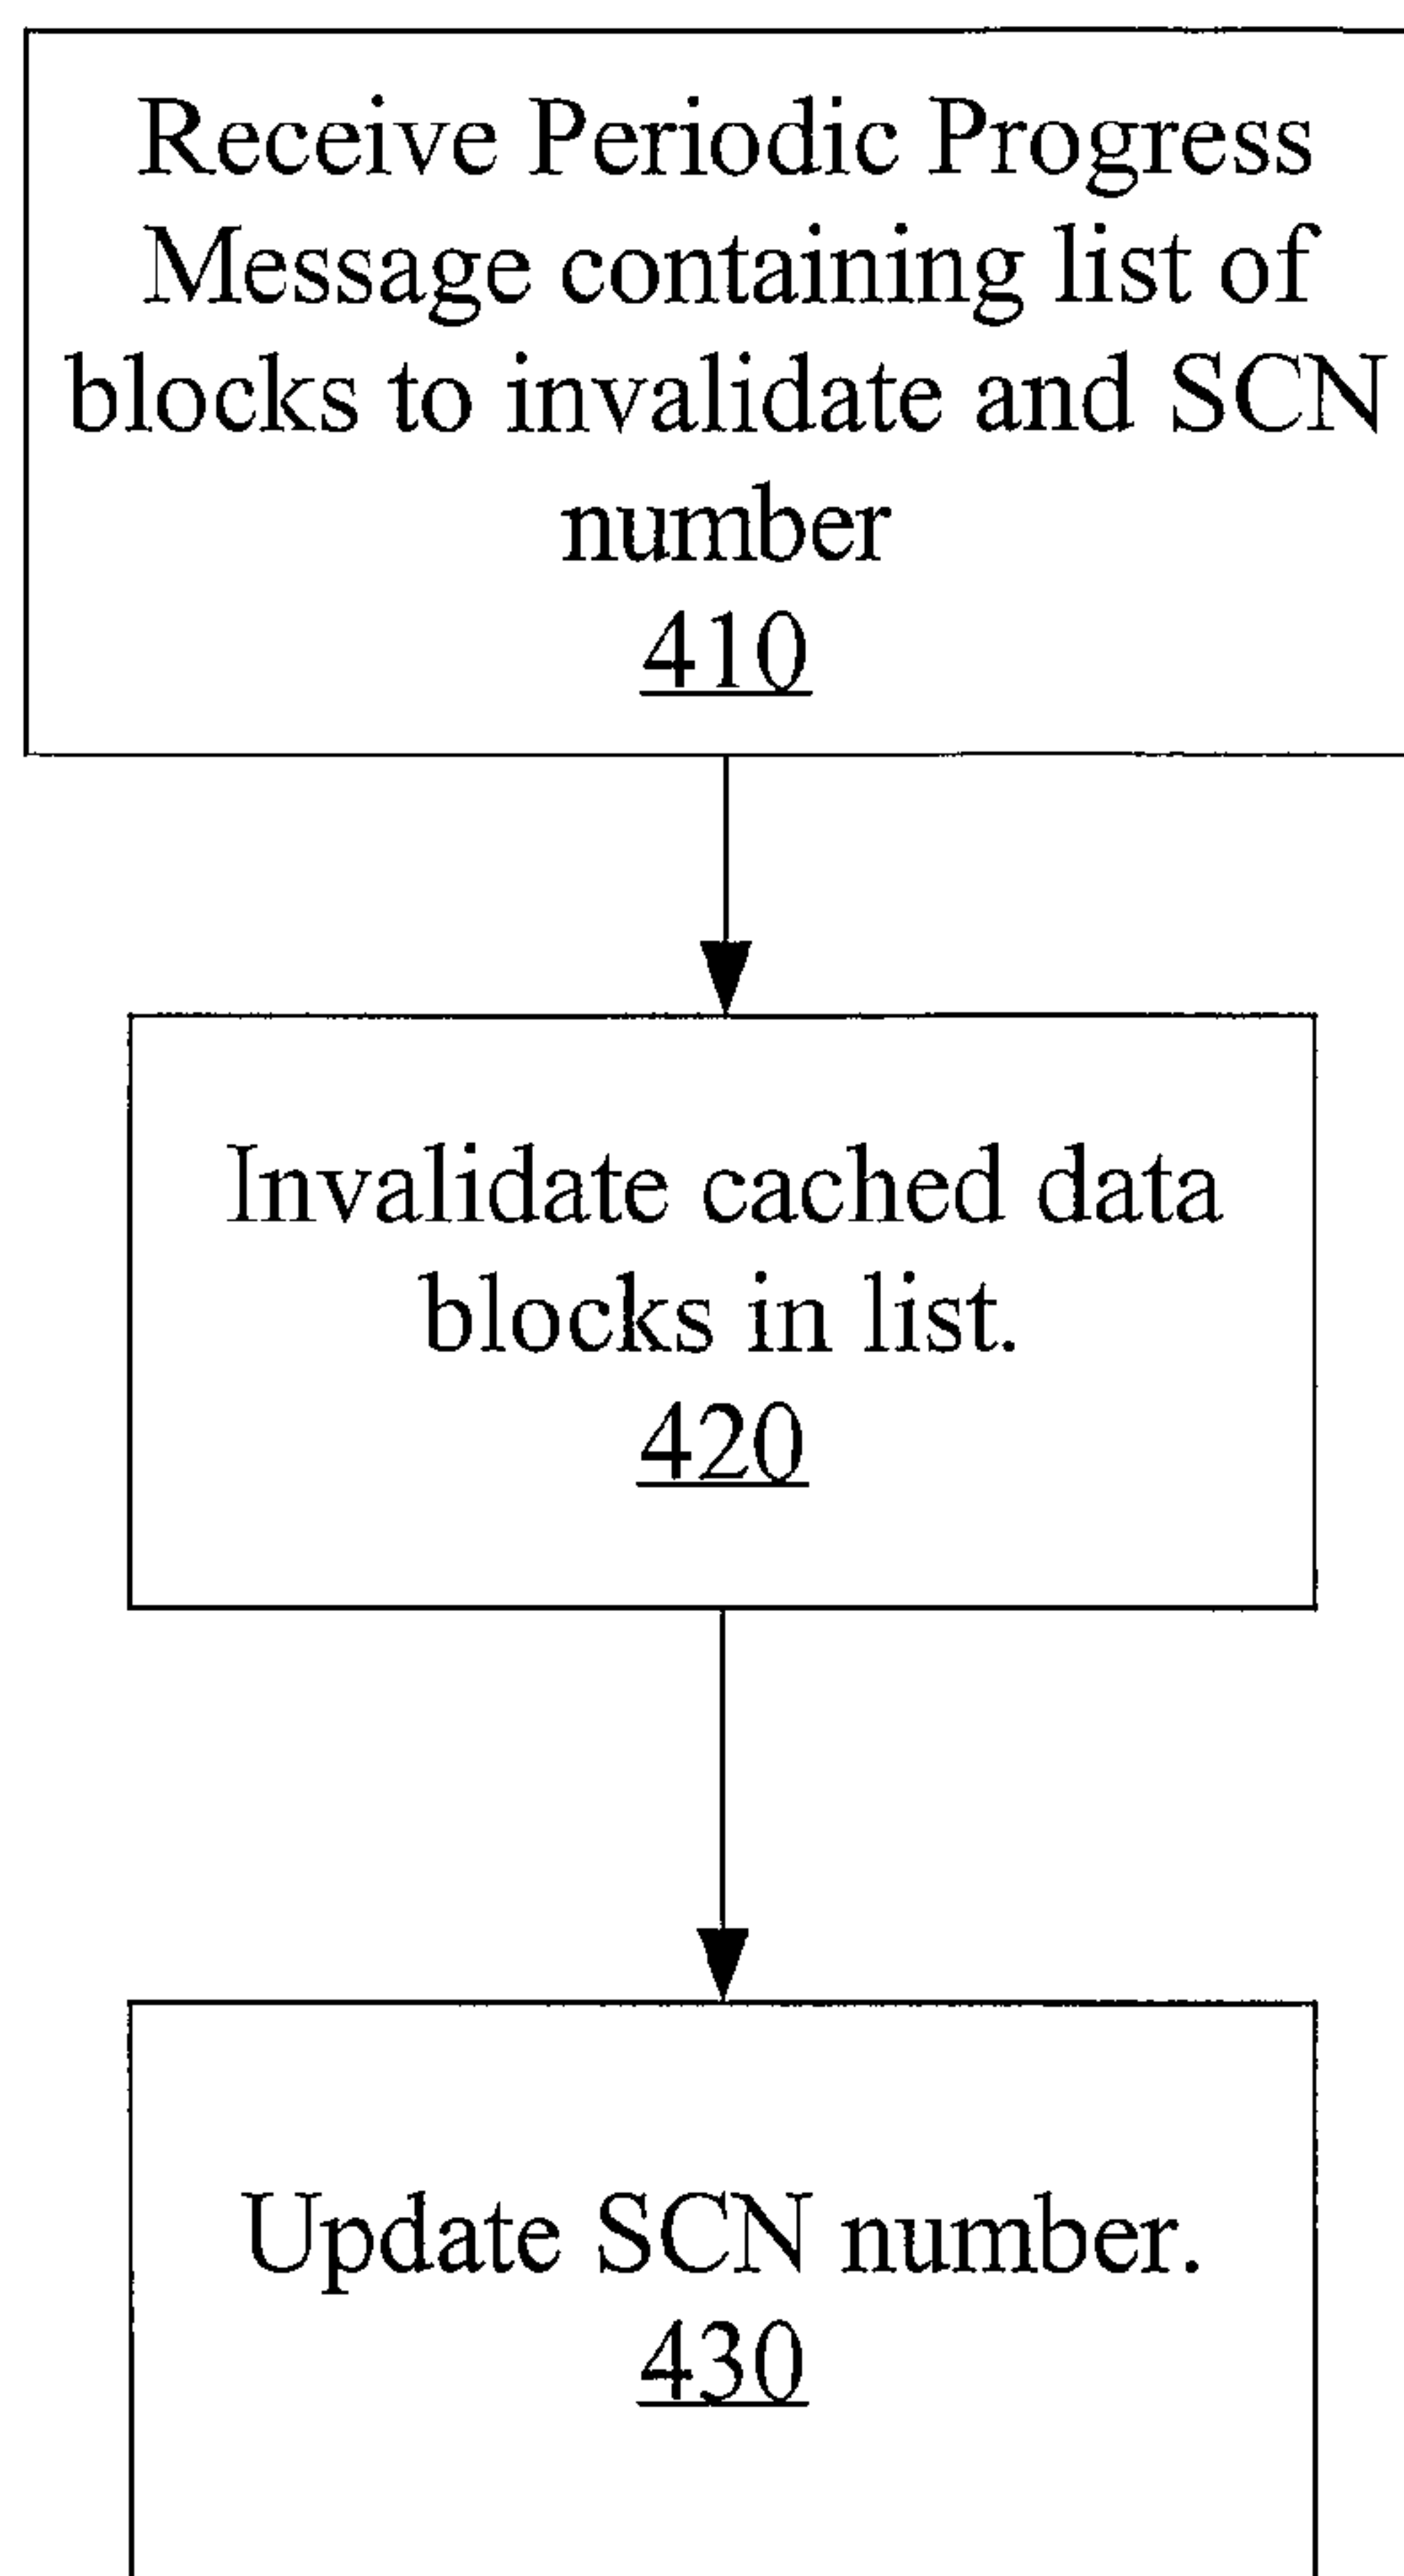 Receive Periodic Progress
Message containing list of
blocks to invalidate and SCN
number
410
Invalidate cached data
blocks in list.
420
Update SCN number.
430